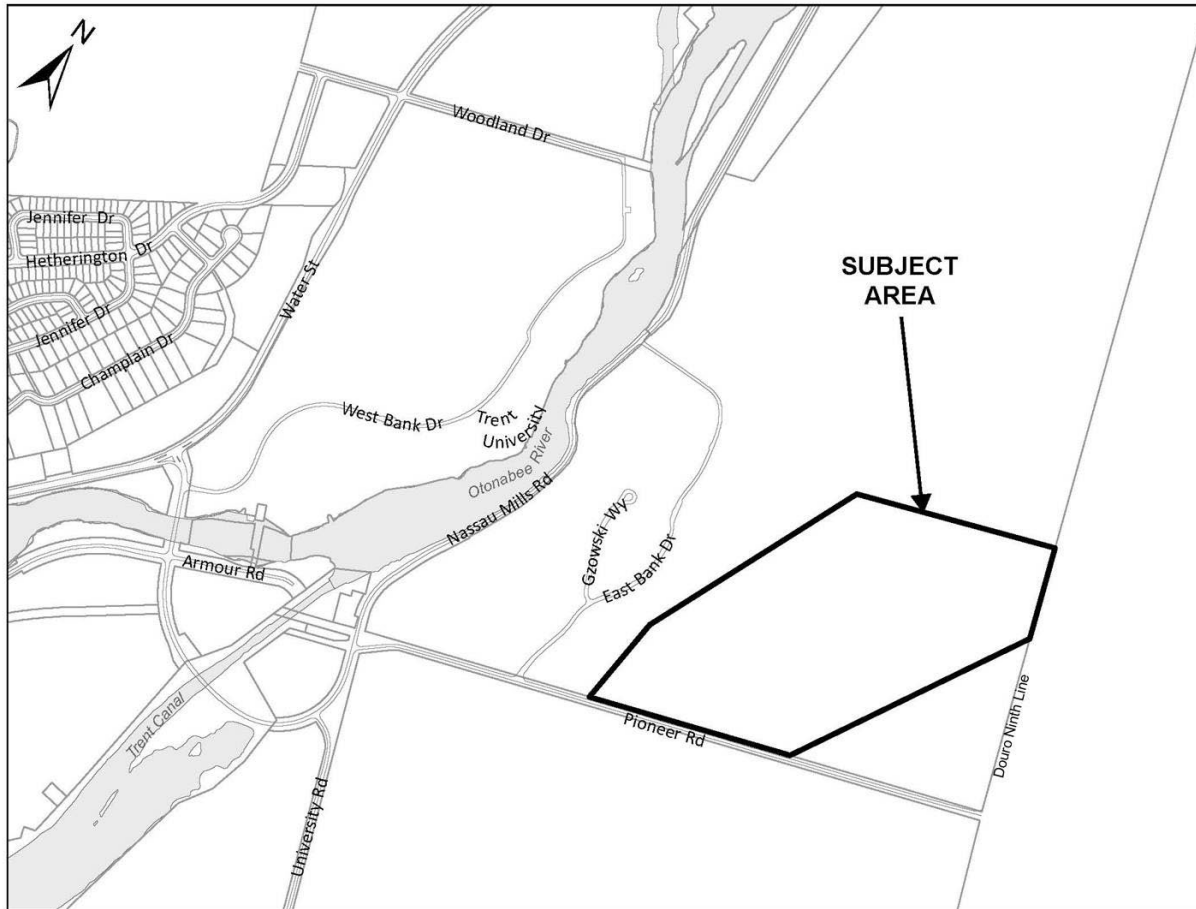 N
Woodland Dr
Jennifer Dr
Hetherington Dr
Water St
SUBJECT
AREA
Jennifer Dr
Champlain Dr
West Bank Dr
Trent
University
Otonabee River
Nassau Mills Rd
Gzowski Wy
Armour Rd
East Bank Dr
Trent Canal
Pioneer Rd
Douro Ninth Line
University Rd